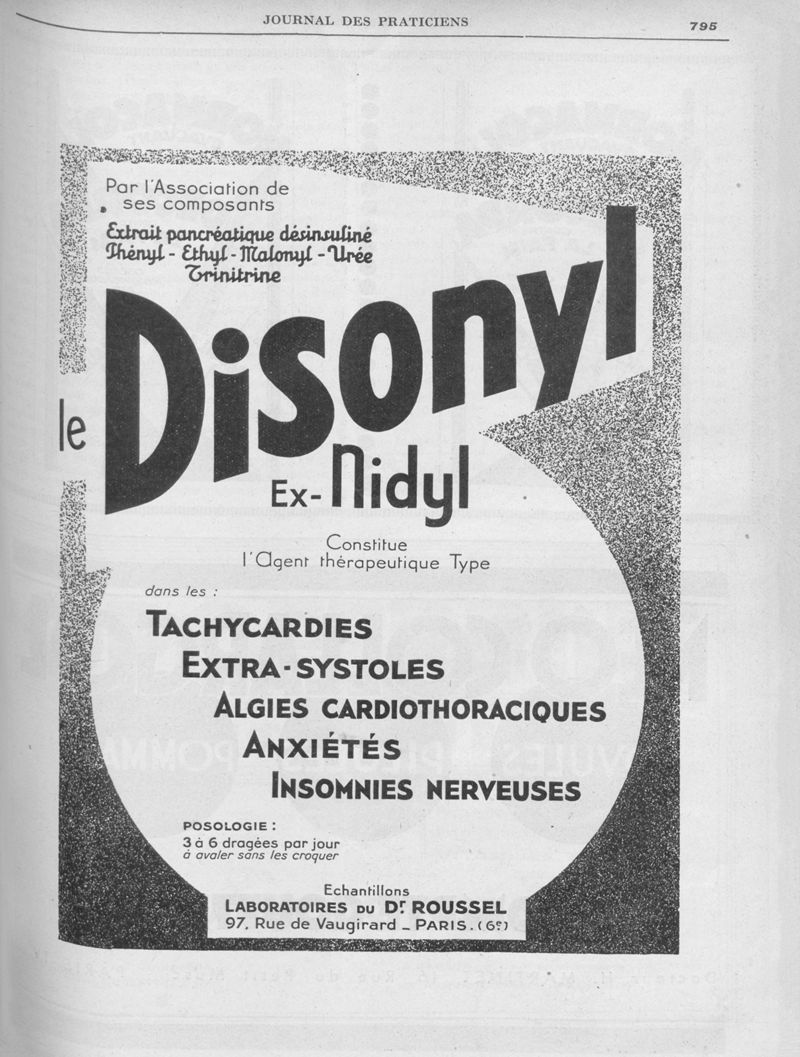 JOURNAL DES PRATICIENS
795
Par l'Association de
ses composants
Extrait pancréatique désinsuliné
Phényl - Ethyl - Malonyl - Urée
Trinitrine
le Disonyl
Ex-Nidyl
Constitue
l'Agent thérapeutique Type
dans les :
TACHYCARDIES
EXTRA-SYSTOLES
ALGIES CARDIOTHORACIQUES
ANXIÉTÉS
INSOMNIES NERVEUSES
POSOLOGIE :
3 à 6 dragées par jour
à avaler sans les croquer
Echantillons
LABORATOIRES DU Dr ROUSSEL
97, Rue de Vaugirard _ PARIS. (6e)